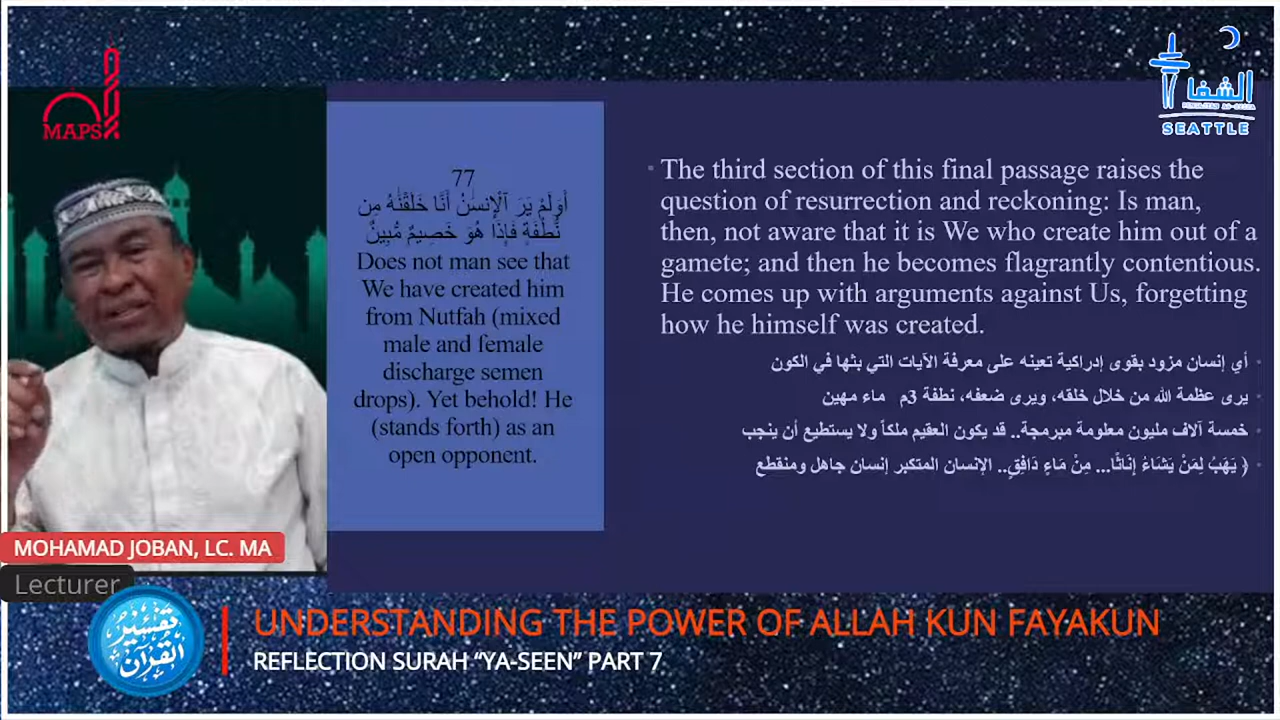 MAPS
الشفا
SEATTLE
77
أَوَلَمْ يَرَ ٱلْإِنسَٰنُ أَنَّا خَلَقْنَٰهُ مِن
نُّطْفَةٍ فَإِذَا هُوَ خَصِيمٌ مُّبِينٌ
Does not man see that
We have created him
from Nutfah (mixed
male and female
discharge semen
drops). Yet behold! He
(stands forth) as an
open opponent.
The third section of this final passage raises the
question of resurrection and reckoning: Is man,
then, not aware that it is We who create him out of a
gamete; and then he becomes flagrantly contentious.
He comes up with arguments against Us, forgetting
how he himself was created.
أي إنسان مزود بقوى إدراكية تعينه على معرفة الآيات التي بثها في الكون
يرى عظمة الله من خلال خلقه، ويرى ضعفه، نطفة 3م ماء مهين
خمسة آلاف مليون معلومة مبرمجة.. قد يكون العقيم ملكاً ولا يستطيع أن ينجب
﴿ يَهَبُ لِمَنْ يَشَاءُ إِنَاثًا... مِنْ مَاءٍ دَافِقٍ.. الإنسان المتكبر إنسان جاهل ومنقطع
MOHAMAD JOBAN, LC. MA
Lecturer
تفسير
القرآن
UNDERSTANDING THE POWER OF ALLAH KUN FAYAKUN
REFLECTION SURAH “YA-SEEN” PART 7